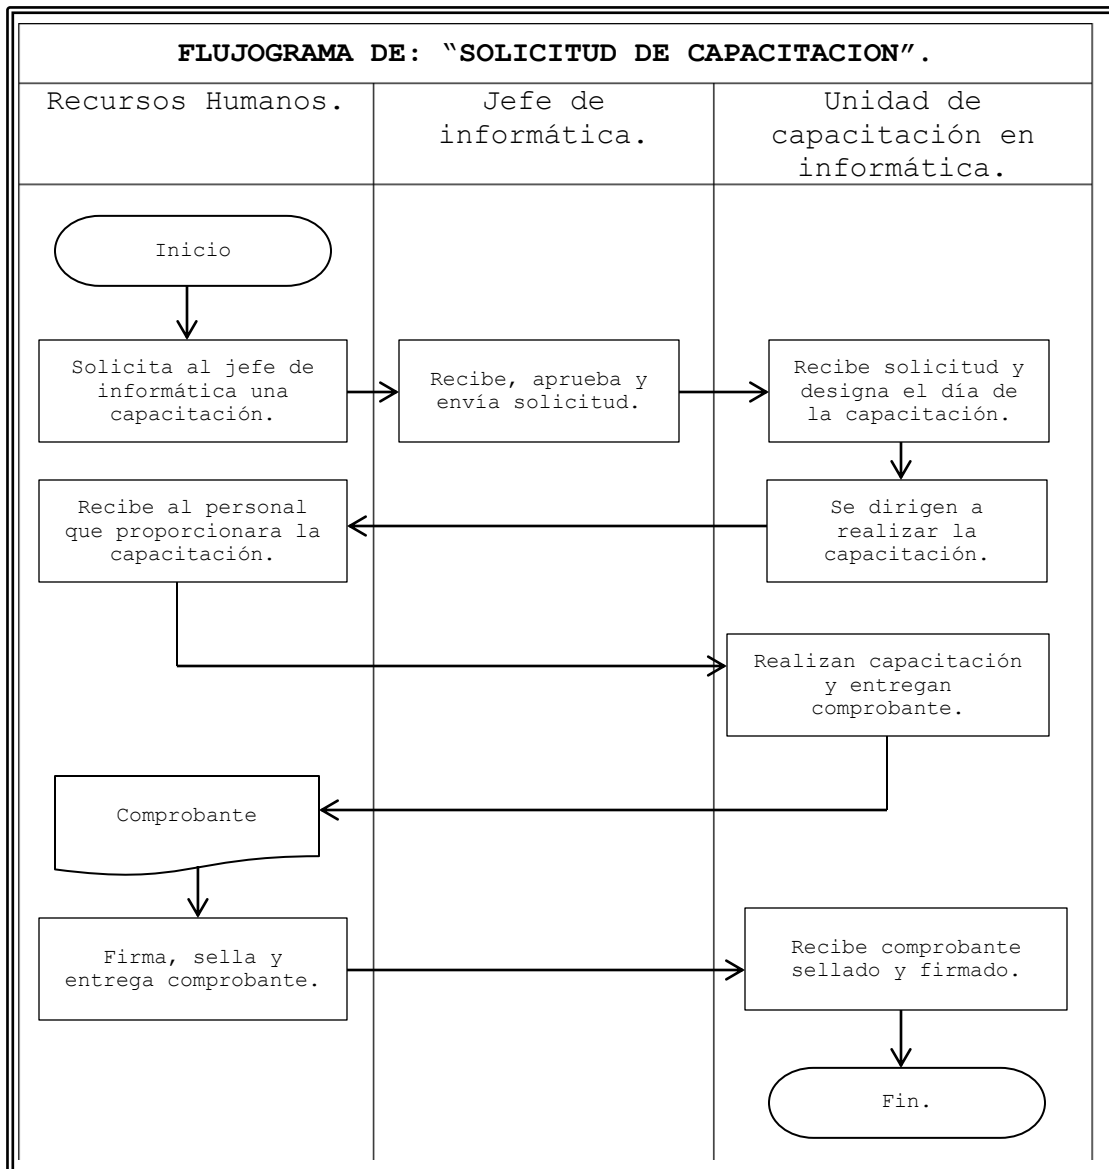 FLUJOGRAMA DE: “SOLICITUD DE CAPACITACION”.
Recursos Humanos.
Jefe de
informática.
Unidad de
capacitación en
informática.
Inicio
Solicita al jefe de
informática una
capacitación.
Recibe, aprueba y
envía solicitud.
Recibe solicitud y
designa el día de
la capacitación.
Recibe al personal
que proporcionara la
capacitación.
Se dirigen a
realizar la
capacitación.
Realizan capacitación
y entregan
comprobante.
Comprobante
Firma, sella y
entrega comprobante.
Recibe comprobante
sellado y firmado.
Fin.